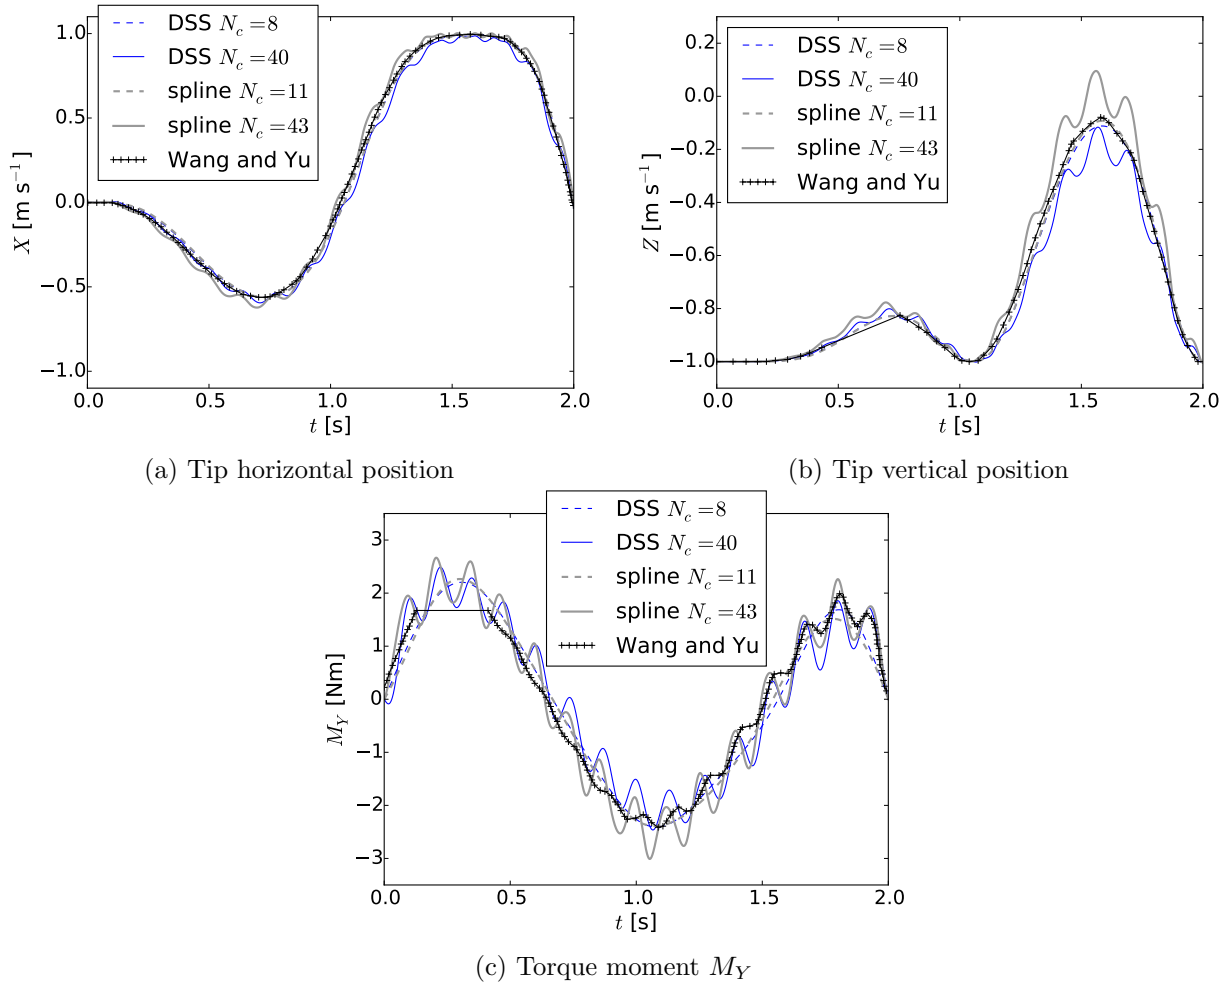 DSS N_c = 8
DSS N_c = 40
spline N_c = 11
spline N_c = 43
Wang and Yu
1.0
0.5
0.0
−0.5
−1.0
X [m s⁻¹]
0.0 0.5 1.0 1.5 2.0
t [s]
(a) Tip horizontal position
DSS N_c = 8
DSS N_c = 40
spline N_c = 11
spline N_c = 43
Wang and Yu
0.2
0.0
−0.2
−0.4
−0.6
−0.8
−1.0
Z [m s⁻¹]
0.0 0.5 1.0 1.5 2.0
t [s]
(b) Tip vertical position
DSS N_c = 8
DSS N_c = 40
spline N_c = 11
spline N_c = 43
Wang and Yu
3
2
1
0
−1
−2
−3
M_Y [Nm]
0.0 0.5 1.0 1.5 2.0
t [s]
(c) Torque moment M_Y